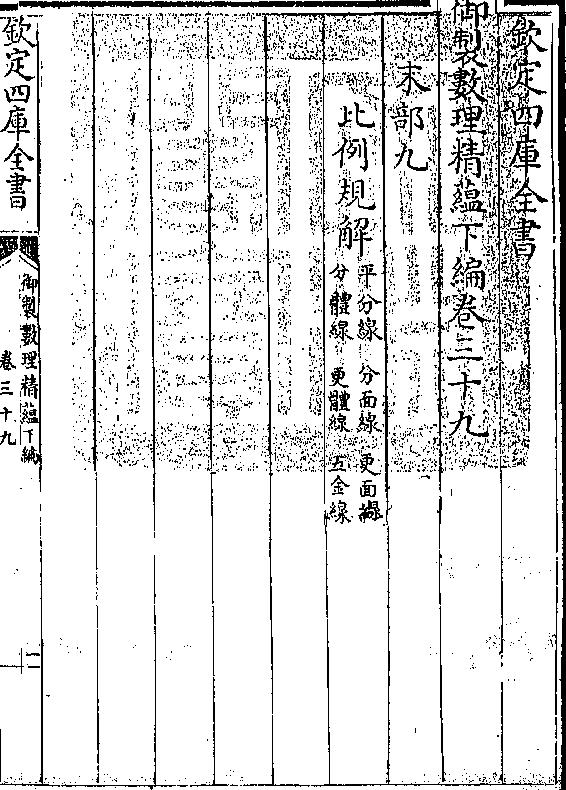 欽定四庫全書
御製數理精蘊下編卷三十九
末部九
比例規解
平分線 分面線 更面線
分體線 更體線 五金線
欽定四庫全書
御製數理精蘊下編
卷三十九
一